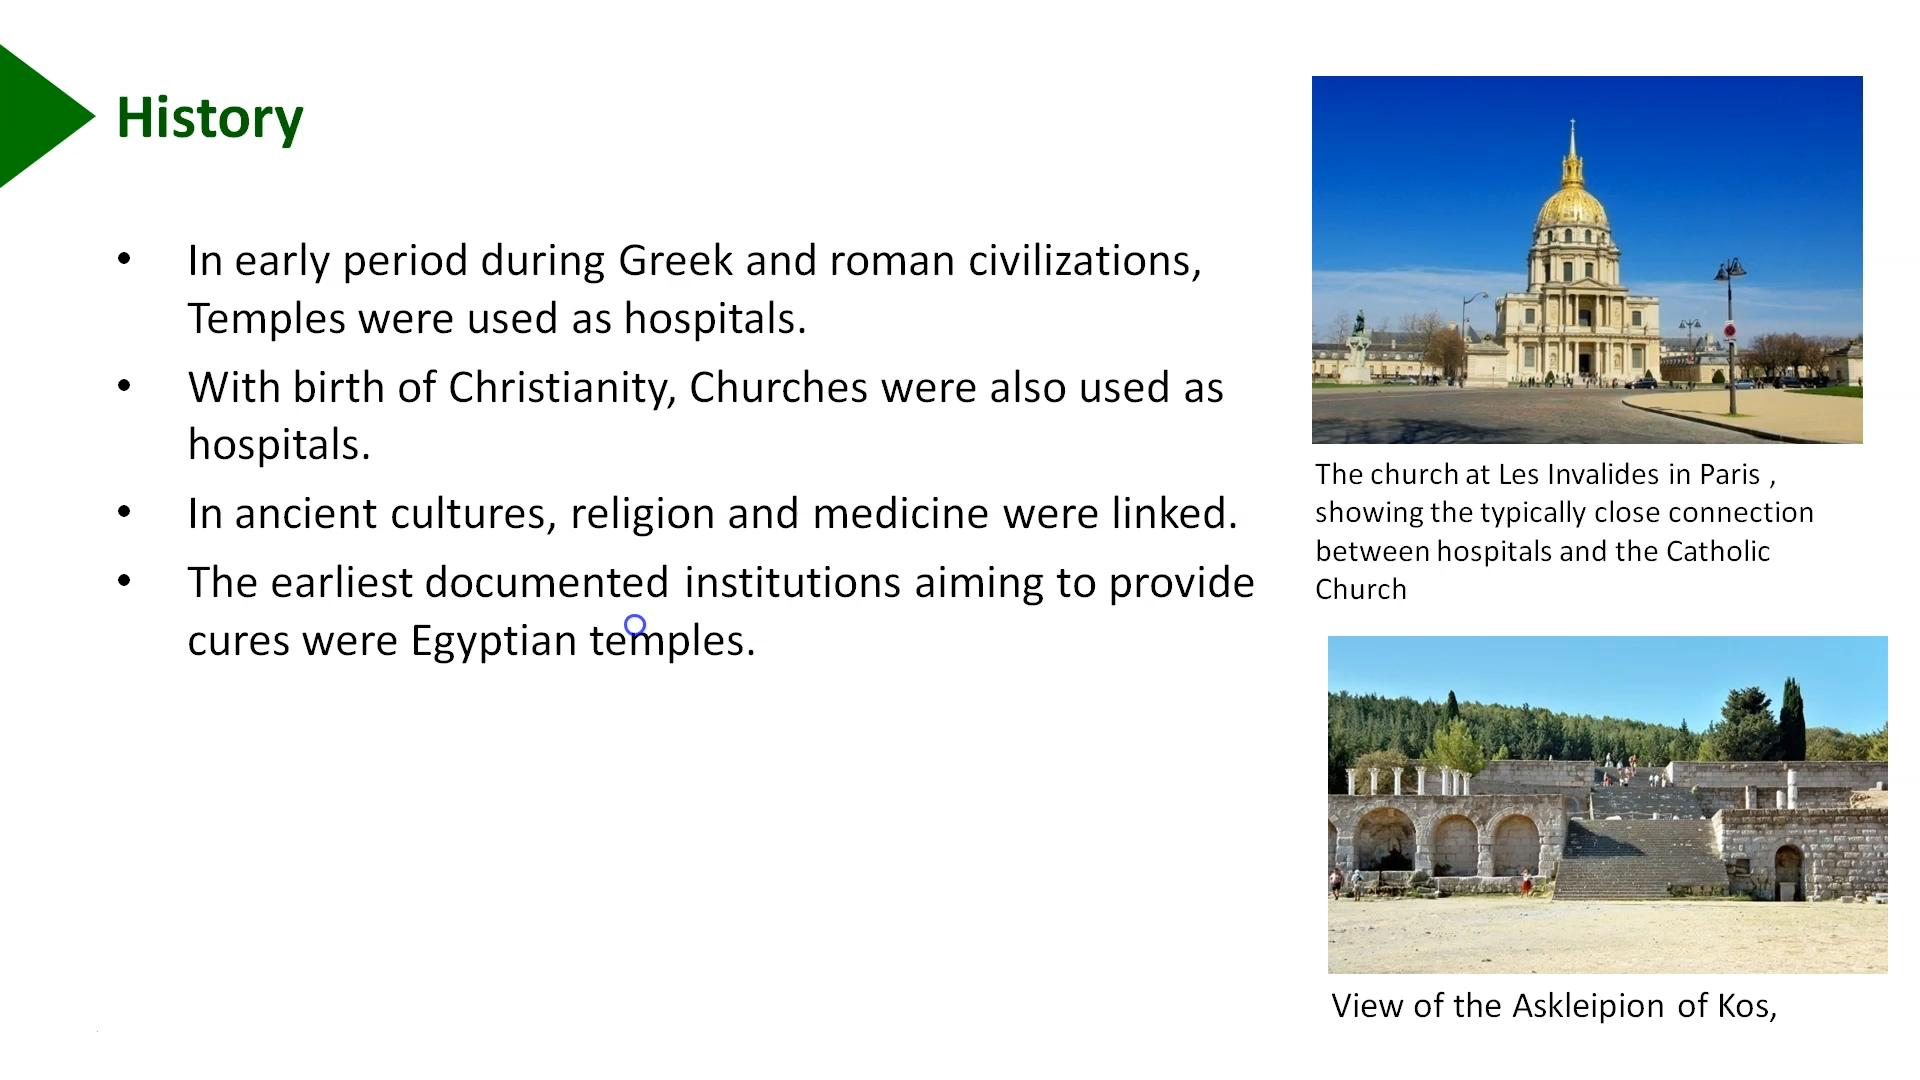 History
• In early period during Greek and roman civilizations,
Temples were used as hospitals.
• With birth of Christianity, Churches were also used as
hospitals.
• In ancient cultures, religion and medicine were linked.
• The earliest documented institutions aiming to provide
cures were Egyptian temples.
The church at Les Invalides in Paris ,
showing the typically close connection
between hospitals and the Catholic
Church
View of the Askleipion of Kos,